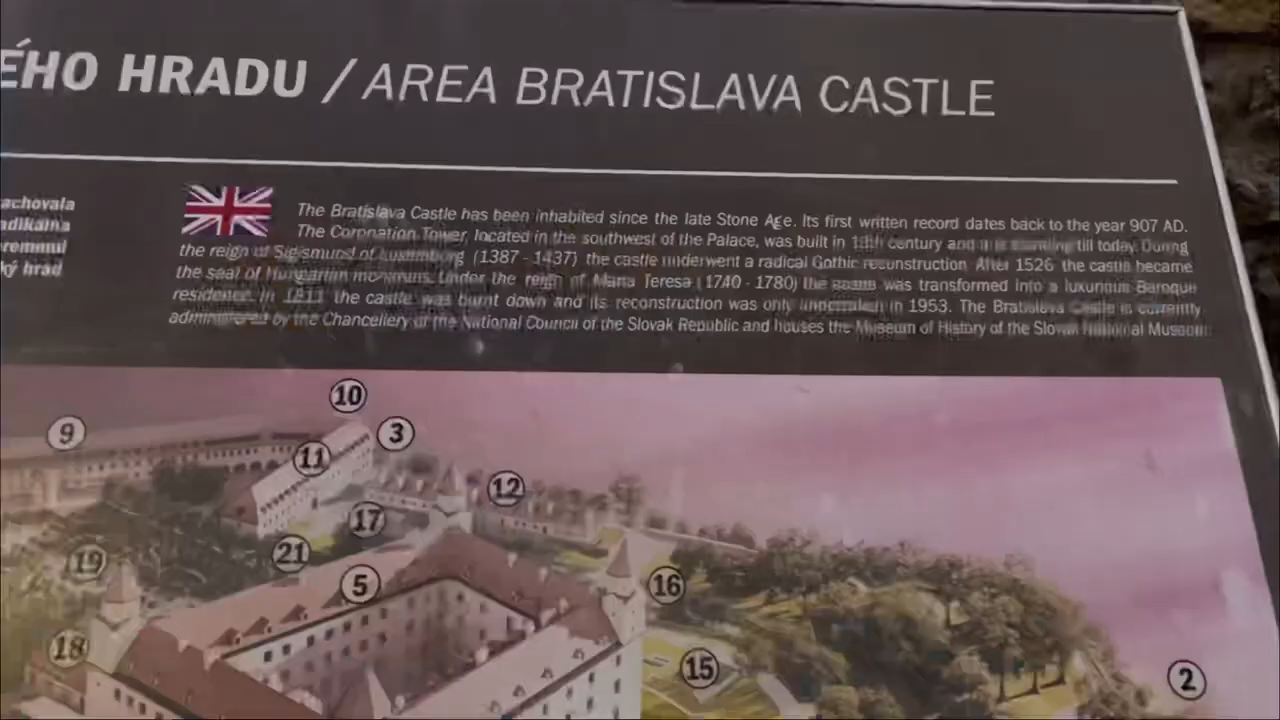 ÉHO HRADU / AREA BRATISLAVA CASTLE
achovala
adikálna
ký hrad
The Bratislava Castle has been inhabited since the late Stone Age. Its first written record dates back to the year 907 AD.
The Coronation Tower, located in the southwest of the Palace, was built in century and till today. During
the reign of Sigismund of (1387 - 1437) the castle underwent a radical Gothic reconstruction. After 1526 the castle became
the seal of Hungarian Under the reign of Maria Teresa (1740 - 1780) the was transformed into a luxurious Baroque
residence. In 1811 the castle was burnt down and its reconstruction was only in 1953. The Bratislava Castle is currently
by the Chancellery of the National Council of the Slovak Republic and houses the Museum of History of the Slovak Museum
10
9
3
11
12
17
21
19
5
16
18
15
2